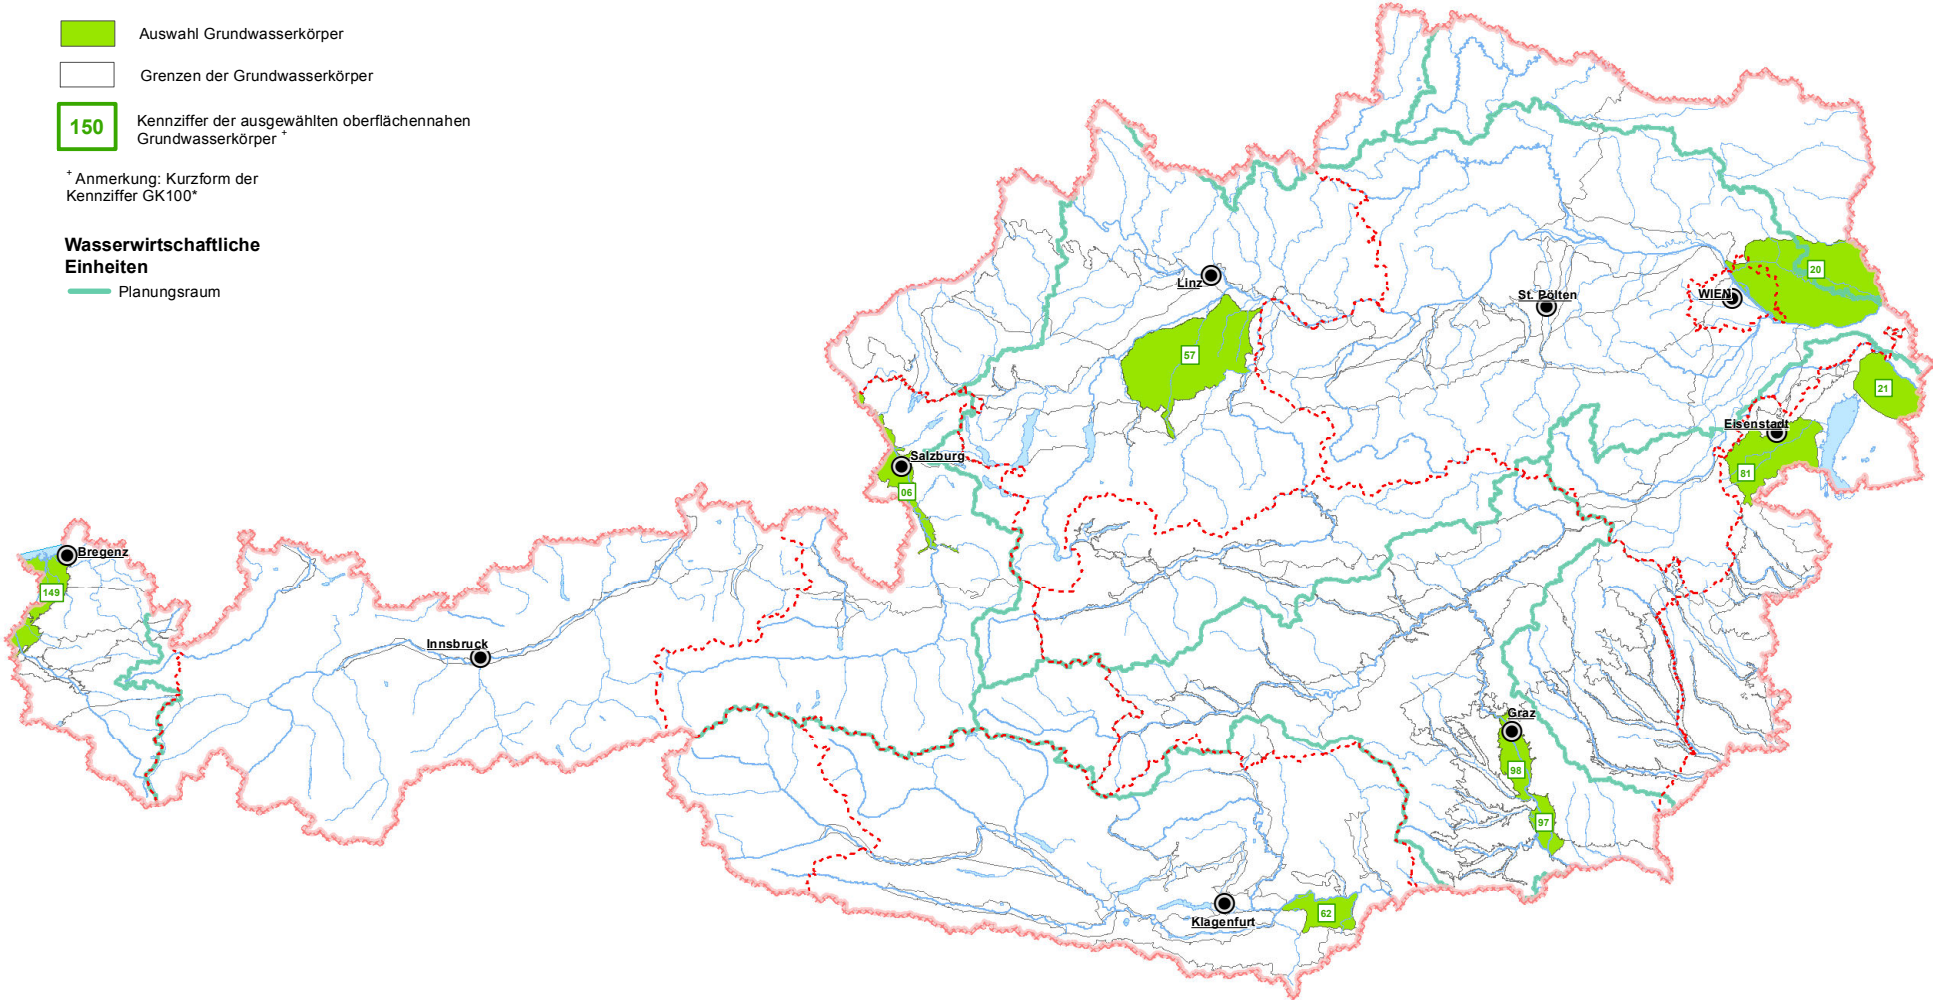 Auswahl Grundwasserkörper
Grenzen der Grundwasserkörper
150
Kennziffer der ausgewählten oberflächennahen
Grundwasserkörper +
+ Anmerkung: Kurzform der
Kennziffer GK100*
Wasserwirtschaftliche
Einheiten
Planungsraum
Linz
St. Pölten
WIEN
20
57
21
Eisenstadt
81
Salzburg
06
Bregenz
149
Innsbruck
Graz
98
97
Klagenfurt
62